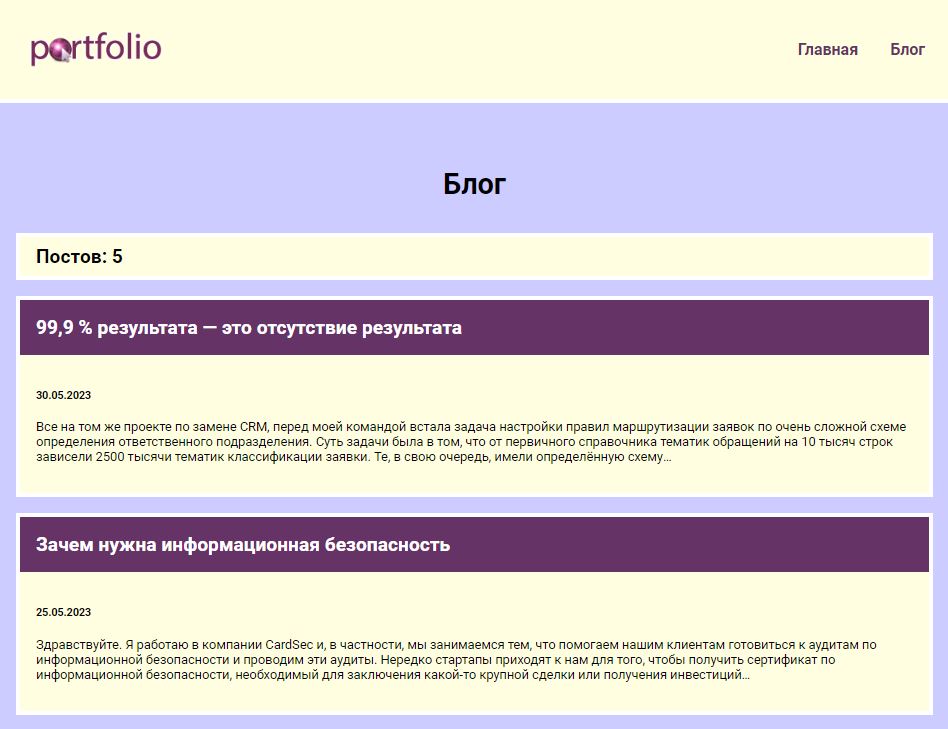 portfolio
Главная
Блог
Блог
Постов: 5
99,9 % результата — это отсутствие результата
30.05.2023
Все на том же проекте по замене CRM, перед моей командой встала задача настройки правил маршрутизации заявок по очень сложной схеме
определения ответственного подразделения. Суть задачи была в том, что от первичного справочника тематик обращений на 10 тысяч строк
зависели 2500 тысячи тематик классификации заявки. Те, в свою очередь, имели определённую схему...
Зачем нужна информационная безопасность
25.05.2023
Здравствуйте. Я работаю в компании CardSec и, в частности, мы занимаемся тем, что помогаем нашим клиентам готовиться к аудитам по
информационной безопасности и проводим эти аудиты. Нередко стартапы приходят к нам для того, чтобы получить сертификат по
информационной безопасности, необходимый для заключения какой-то крупной сделки или получения инвестиций...